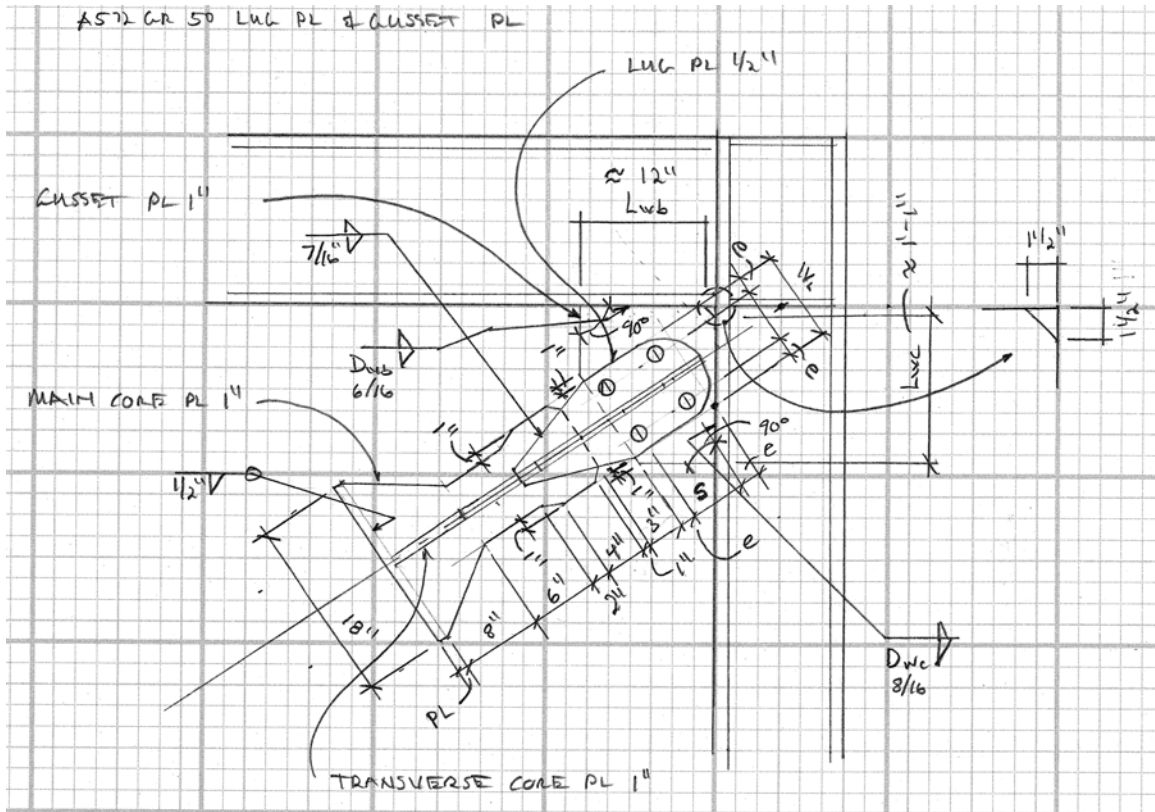 A572 GR 50 LUG PL & GUSSET PL
LUG PL 1/2"
≈ 12"
Lwb
GUSSET PL 1"
7/16"
≈ 1'-1"
Lwc
1 1/2"
1 1/2"
e
e
90°
Dwb
6/16
1"
MAIN CORE PL 1"
1"
90°
e
1/2"
S
1"
3"
e
1"
4"
1"
2"
6"
8"
18"
PL
Dwc
8/16
TRANSVERSE CORE PL 1"